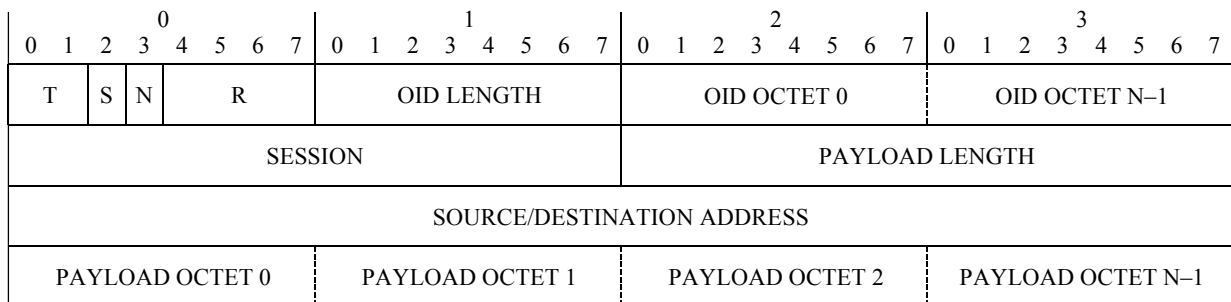 0 1 2 3
0 1 2 3 4 5 6 7 0 1 2 3 4 5 6 7 0 1 2 3 4 5 6 7 0 1 2 3 4 5 6 7
T S N R OID LENGTH OID OCTET 0 OID OCTET N–1
SESSION PAYLOAD LENGTH
SOURCE/DESTINATION ADDRESS
PAYLOAD OCTET 0 PAYLOAD OCTET 1 PAYLOAD OCTET 2 PAYLOAD OCTET N–1